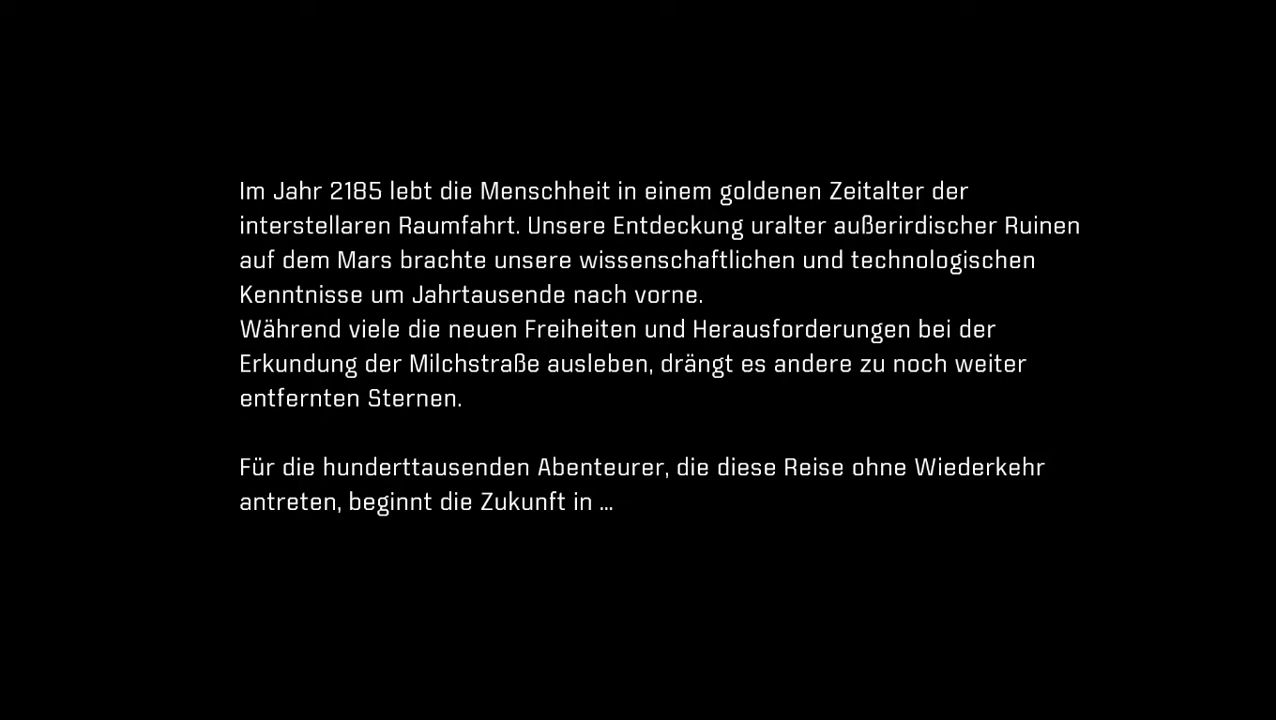 Im Jahr 2185 lebt die Menschheit in einem goldenen Zeitalter der
interstellaren Raumfahrt. Unsere Entdeckung uralter außerirdischer Ruinen
auf dem Mars brachte unsere wissenschaftlichen und technologischen
Kenntnisse um Jahrtausende nach vorne.
Während viele die neuen Freiheiten und Herausforderungen bei der
Erkundung der Milchstraße ausleben, drängt es andere zu noch weiter
entfernten Sternen.
Für die hunderttausenden Abenteurer, die diese Reise ohne Wiederkehr
antreten, beginnt die Zukunft in ...